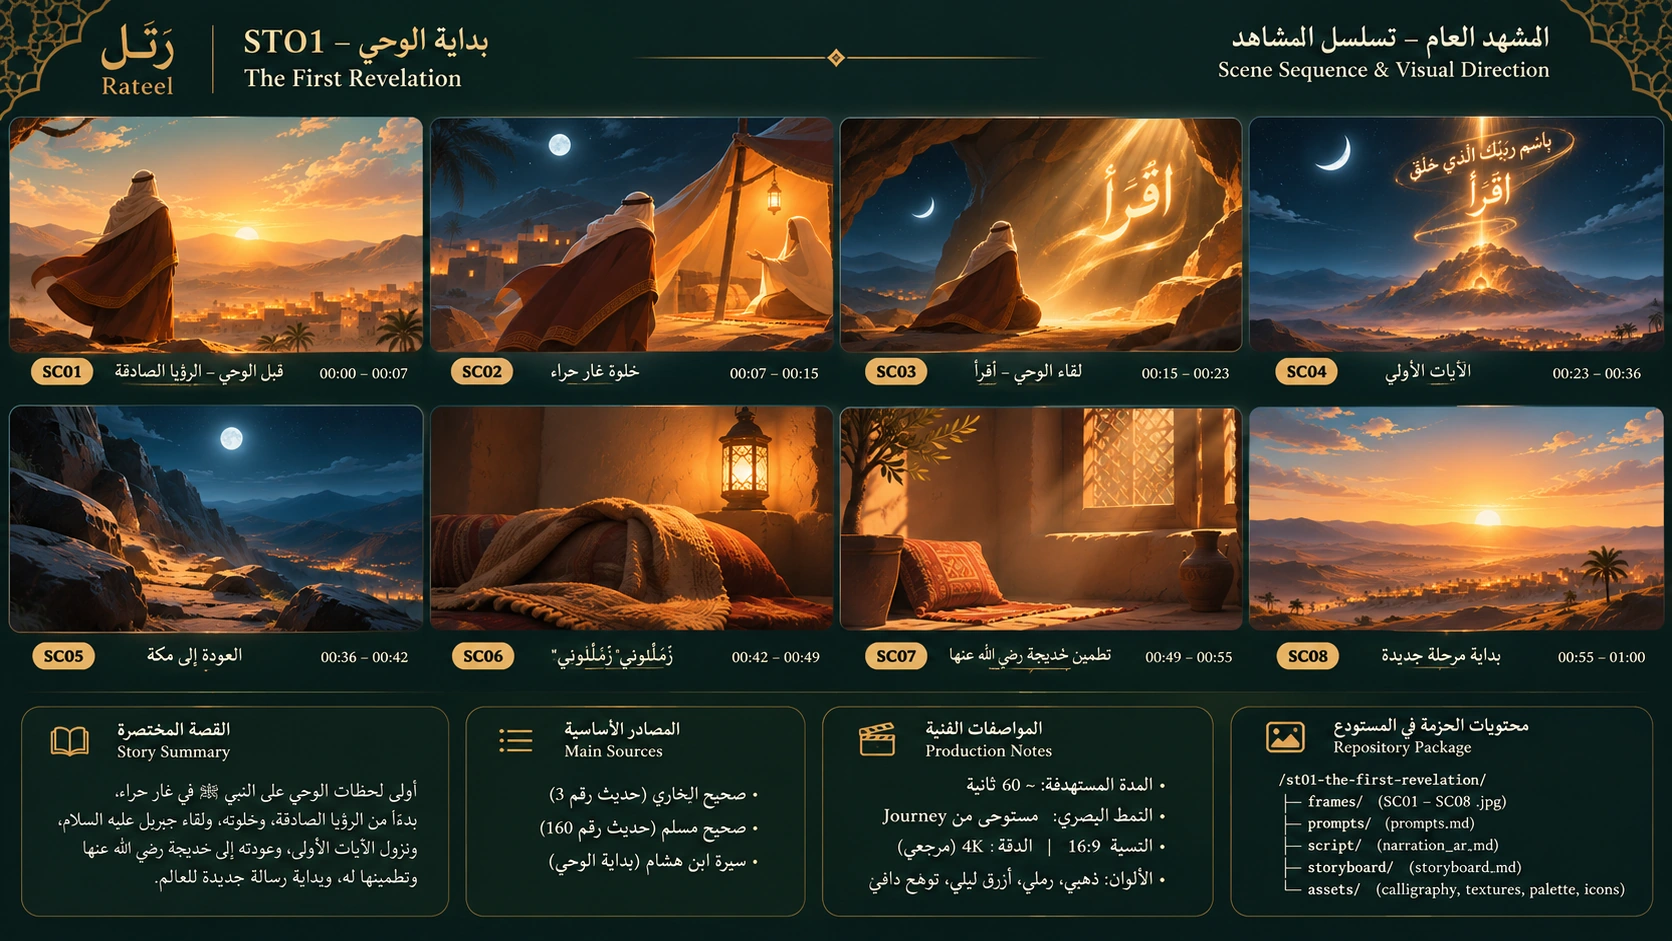 رَتَل
Rateel
ST01 – بداية الوحي
The First Revelation
المشهد العام – تسلسل المشاهد
Scene Sequence & Visual Direction
اقْرَأ
بِاسْمِ رَبِّكَ الَّذي خَلَقَ
اقْرَأ
SC01 قبل الوحي – الرؤيا الصادقة 00:00 – 00:07
SC02 خلوة غار حراء 00:07 – 00:15
SC03 لقاء الوحي – أقرأ 00:15 – 00:23
SC04 الآيات الأولي 00:23 – 00:36
SC05 العودة إلى مكة 00:36 – 00:42
SC06 00:42 – 00:49
SC07 تطمين خديجة رضي الله عنها 00:49 – 00:55
SC08 بداية مرحلة جديدة 00:55 – 01:00
القصة المختصرة
Story Summary
أولى لحظات الوحي على النبي ﷺ في غار حراء،
بدءًا من الرؤيا الصادقة، وخلوته، ولقاء جبريل عليه السلام،
ونزول الآيات الأولى، وعودته إلى خديجة رضي الله عنها
وتطمينها له، وبداية رسالة جديدة للعالم.
المصادر الأساسية
Main Sources
• صحيح البخاري (حديث رقم 3)
• صحيح مسلم (حديث رقم 160)
• سيرة ابن هشام (بداية الوحي)
المواصفات الفنية
Production Notes
• المدة المستهدفة: ~ 60 ثانية
• النمط البصري: مستوحى من Journey
• 16:9 | الدقة: 4K (مرجعي)
• الألوان: ذهبي، رملي، أزرق ليلي، توهج دافئ
محتويات الحزمة في المستودع
Repository Package
/st01-the-first-revelation/
├─ frames/ (SC01 – SC08 .jpg)
├─ prompts/ (prompts.md)
├─ script/ (narration_ar.md)
├─ storyboard/ (storyboard.md)
└─ assets/ (calligraphy, textures, palette, icons)